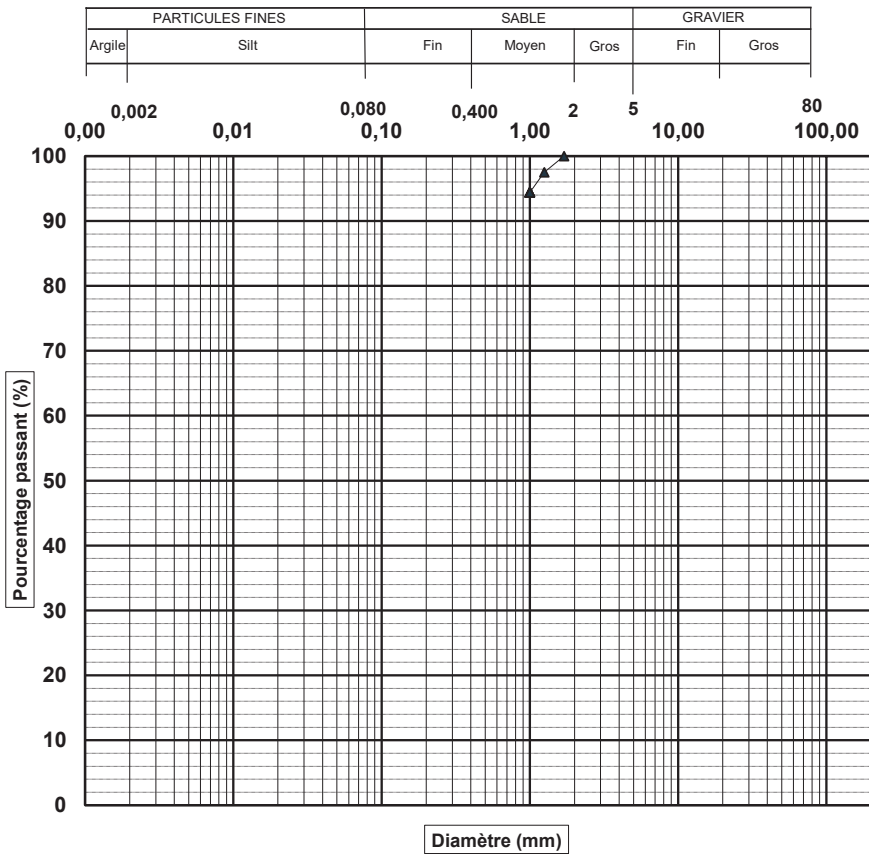 PARTICULES FINES SABLE GRAVIER
Argile Silt Fin Moyen Gros Fin Gros
0,002 0,080 0,400 2 5 80
0,00 0,01 0,10 1,00 10,00 100,00
100
90
80
70
60
50
40
30
20
10
0
Pourcentage passant (%)
Diamètre (mm)